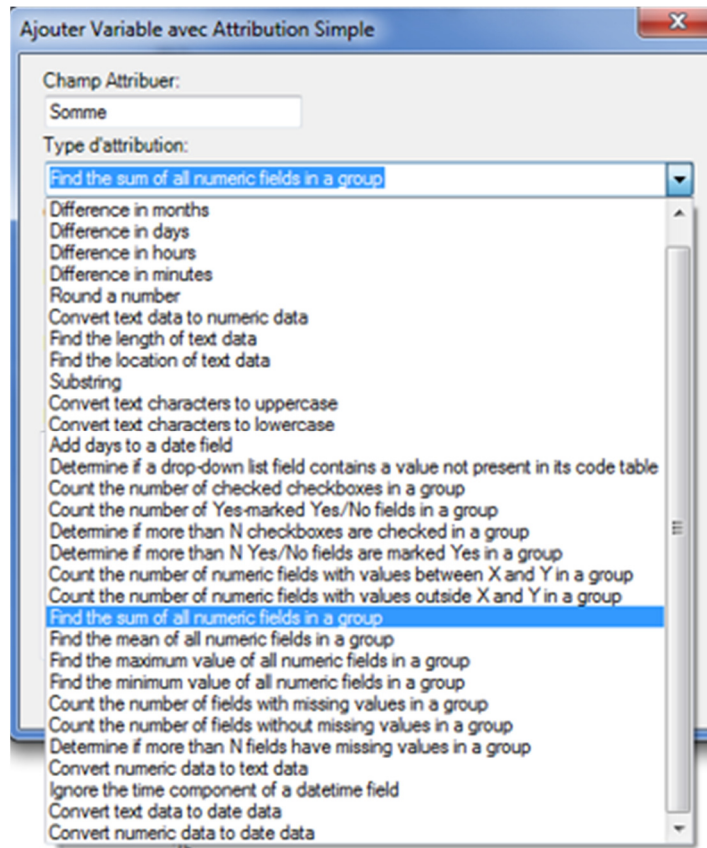 Ajouter Variable avec Attribution Simple
Champ Attribuer:
Somme
Type d'attribution:
Find the sum of all numeric fields in a group
Difference in months
Difference in days
Difference in hours
Difference in minutes
Round a number
Convert text data to numeric data
Find the length of text data
Find the location of text data
Substring
Convert text characters to uppercase
Convert text characters to lowercase
Add days to a date field
Determine if a drop-down list field contains a value not present in its code table
Count the number of checked checkboxes in a group
Count the number of Yes-marked Yes/No fields in a group
Determine if more than N checkboxes are checked in a group
Determine if more than N Yes/No fields are marked Yes in a group
Count the number of numeric fields with values between X and Y in a group
Count the number of numeric fields with values outside X and Y in a group
Find the sum of all numeric fields in a group
Find the mean of all numeric fields in a group
Find the maximum value of all numeric fields in a group
Find the minimum value of all numeric fields in a group
Count the number of fields with missing values in a group
Count the number of fields without missing values in a group
Determine if more than N fields have missing values in a group
Convert numeric data to text data
Ignore the time component of a datetime field
Convert text data to date data
Convert numeric data to date data